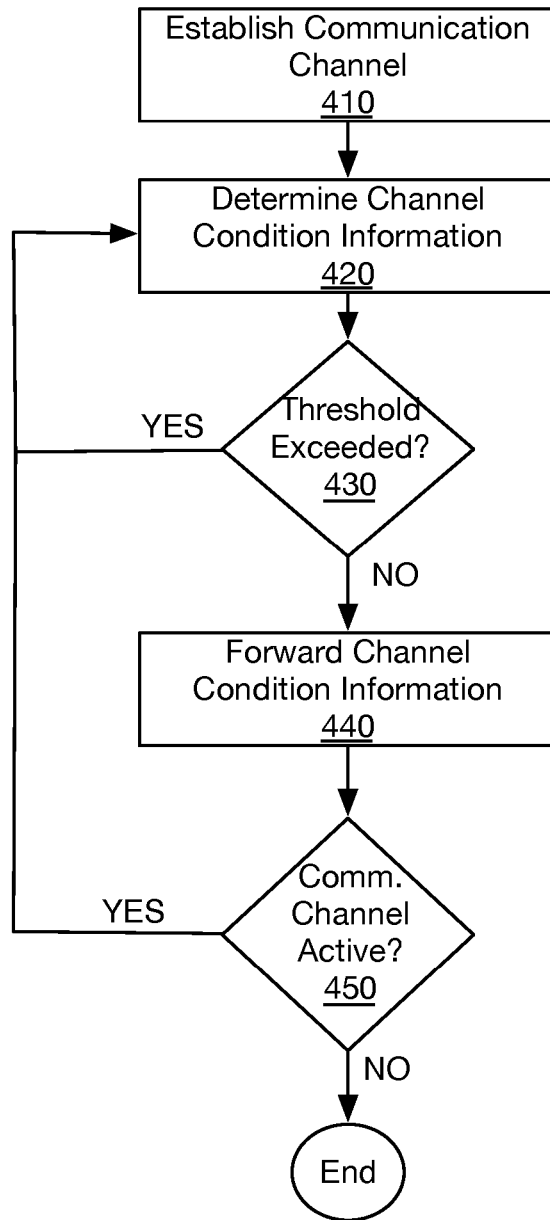 Establish Communication
Channel
410
Determine Channel
Condition Information
420
Threshold
Exceeded?
430
YES
NO
Forward Channel
Condition Information
440
Comm.
Channel
Active?
450
YES
NO
End